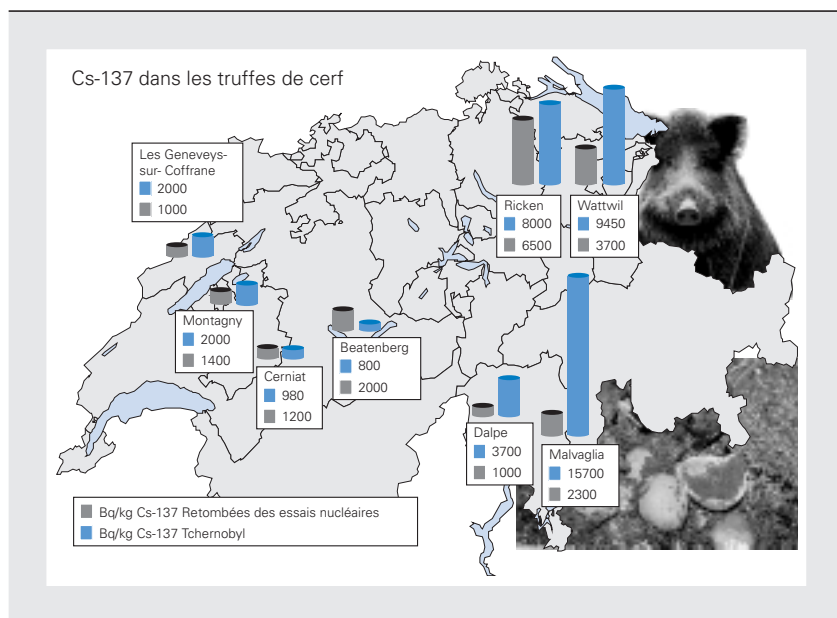 Cs-137 dans les truffes de cerf
Les Geneveys-
sur- Coffrane
2000
1000
Ricken
8000
6500
Wattwil
9450
3700
Montagny
2000
1400
Beatenberg
800
2000
Cerniat
980
1200
Dalpe
3700
1000
Malvaglia
15700
2300
Bq/kg Cs-137 Retombées des essais nucléaires
Bq/kg Cs-137 Tchernobyl